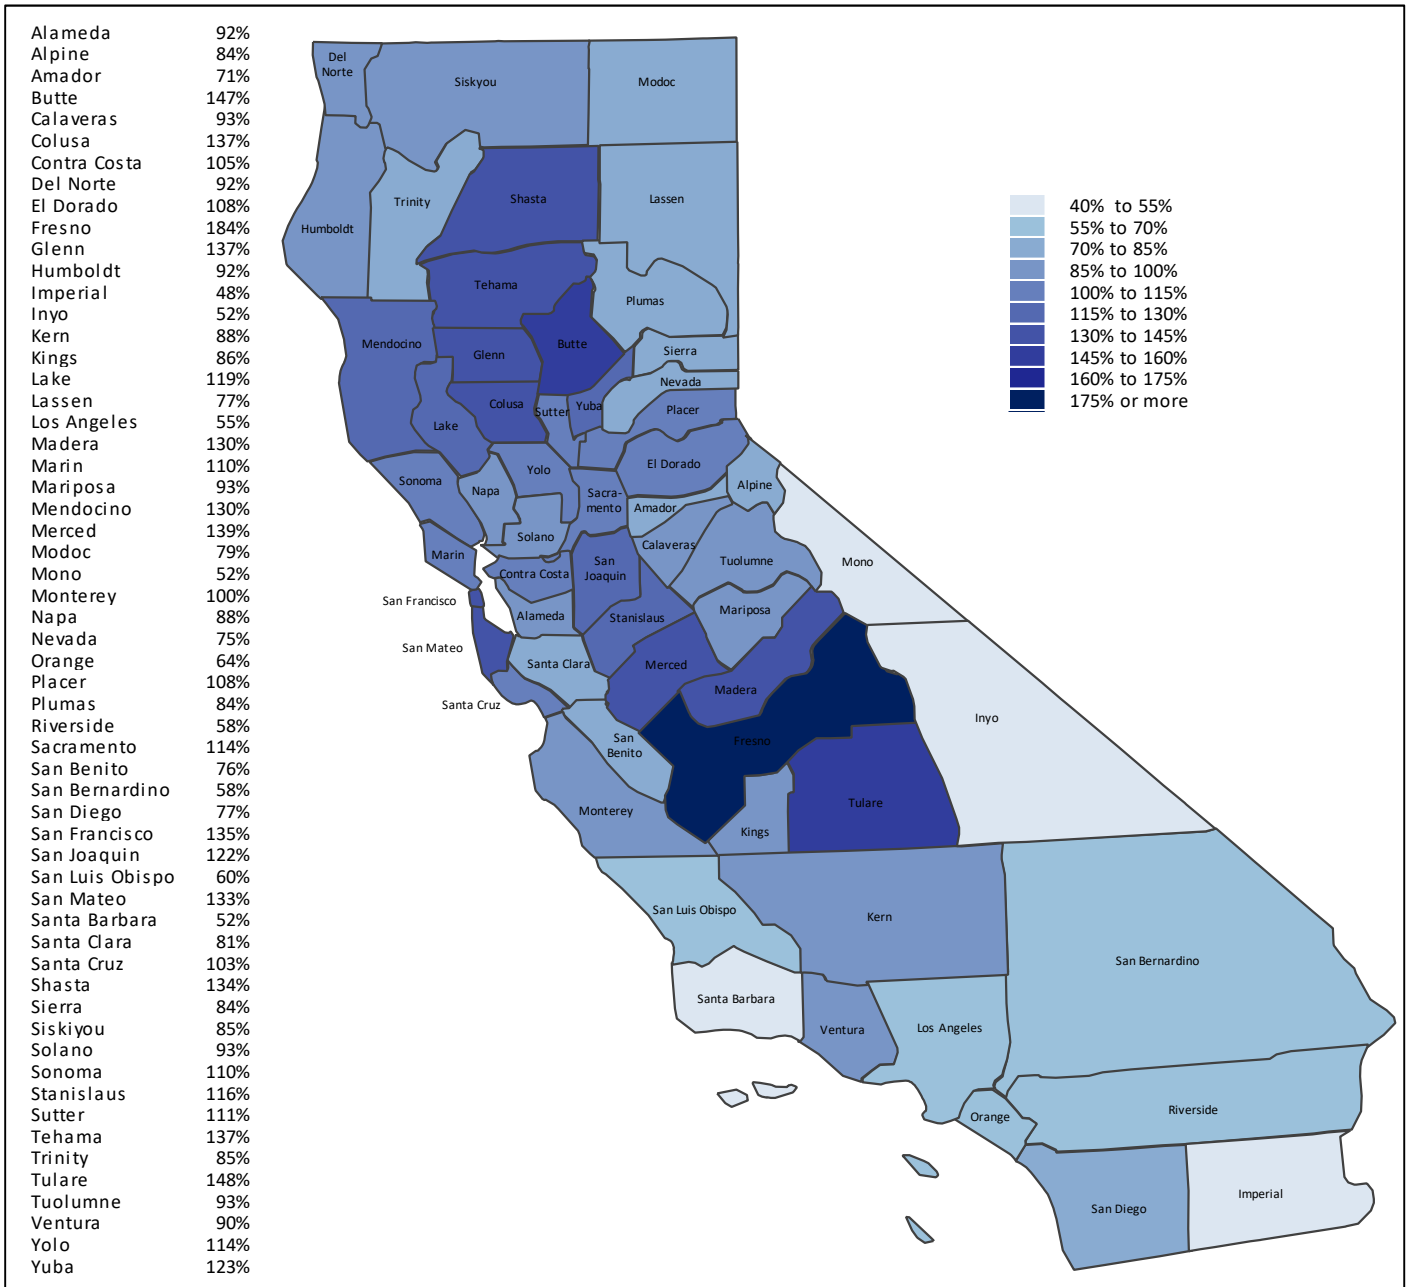 Alameda 92%
Alpine 84%
Amador 71%
Butte 147%
Calaveras 93%
Colusa 137%
Contra Costa 105%
Del Norte 92%
El Dorado 108%
Fresno 184%
Glenn 137%
Humboldt 92%
Imperial 48%
Inyo 52%
Kern 88%
Kings 86%
Lake 119%
Lassen 77%
Los Angeles 55%
Madera 130%
Marin 110%
Mariposa 93%
Mendocino 130%
Merced 139%
Modoc 79%
Mono 52%
Monterey 100%
Napa 88%
Nevada 75%
Orange 64%
Placer 108%
Plumas 84%
Riverside 58%
Sacramento 114%
San Benito 76%
San Bernardino 58%
San Diego 77%
San Francisco 135%
San Joaquin 122%
San Luis Obispo 60%
San Mateo 133%
Santa Barbara 52%
Santa Clara 81%
Santa Cruz 103%
Shasta 134%
Sierra 84%
Siskiyou 85%
Solano 93%
Sonoma 110%
Stanislaus 116%
Sutter 111%
Tehama 137%
Trinity 85%
Tulare 148%
Tuolumne 93%
Ventura 90%
Yolo 114%
Yuba 123%
Del
Norte
Siskyou
Modoc
Humboldt
Trinity
Shasta
Lassen
Tehama
Plumas
Mendocino
Glenn
Butte
Sierra
Nevada
Colusa
Sutter
Yuba
Placer
Lake
Sonoma
Napa
Yolo
El Dorado
Sacra-
mento
Amador
Alpine
Solano
Calaveras
Tuolumne
Mono
Marin
Contra Costa
San
Joaquin
San Francisco
Alameda
Stanislaus
Mariposa
San Mateo
Santa Clara
Merced
Madera
Santa Cruz
San
Benito
Fresno
Inyo
Monterey
Kings
Tulare
San Luis Obispo
Kern
San Bernardino
Santa Barbara
Ventura
Los Angeles
Orange
Riverside
San Diego
Imperial
40% to 55%
55% to 70%
70% to 85%
85% to 100%
100% to 115%
115% to 130%
130% to 145%
145% to 160%
160% to 175%
175% or more